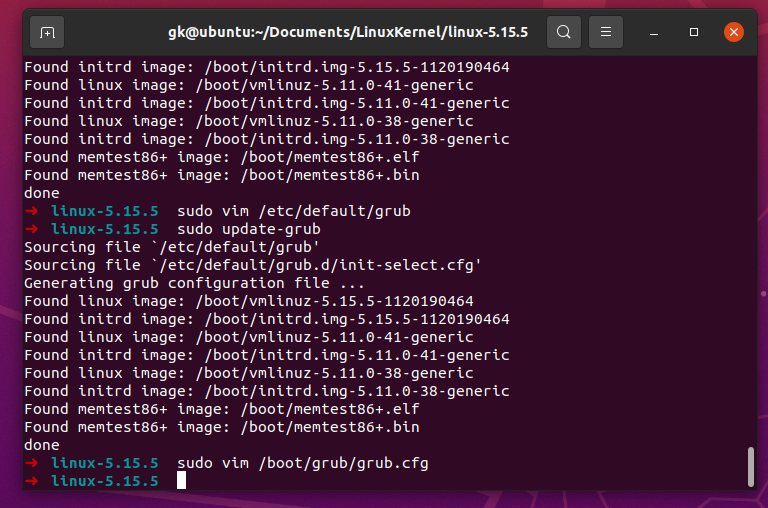 gk@ubuntu:~/Documents/LinuxKernel/linux-5.15.5
Found initrd image: /boot/initrd.img-5.15.5-1120190464
Found linux image: /boot/vmlinuz-5.11.0-41-generic
Found initrd image: /boot/initrd.img-5.11.0-41-generic
Found linux image: /boot/vmlinuz-5.11.0-38-generic
Found initrd image: /boot/initrd.img-5.11.0-38-generic
Found memtest86+ image: /boot/memtest86+.elf
Found memtest86+ image: /boot/memtest86+.bin
done
→ linux-5.15.5 sudo vim /etc/default/grub
→ linux-5.15.5 sudo update-grub
Sourcing file `/etc/default/grub'
Sourcing file `/etc/default/grub.d/init-select.cfg'
Generating grub configuration file ...
Found linux image: /boot/vmlinuz-5.15.5-1120190464
Found initrd image: /boot/initrd.img-5.15.5-1120190464
Found linux image: /boot/vmlinuz-5.11.0-41-generic
Found initrd image: /boot/initrd.img-5.11.0-41-generic
Found linux image: /boot/vmlinuz-5.11.0-38-generic
Found initrd image: /boot/initrd.img-5.11.0-38-generic
Found memtest86+ image: /boot/memtest86+.elf
Found memtest86+ image: /boot/memtest86+.bin
done
→ linux-5.15.5 sudo vim /boot/grub/grub.cfg
→ linux-5.15.5